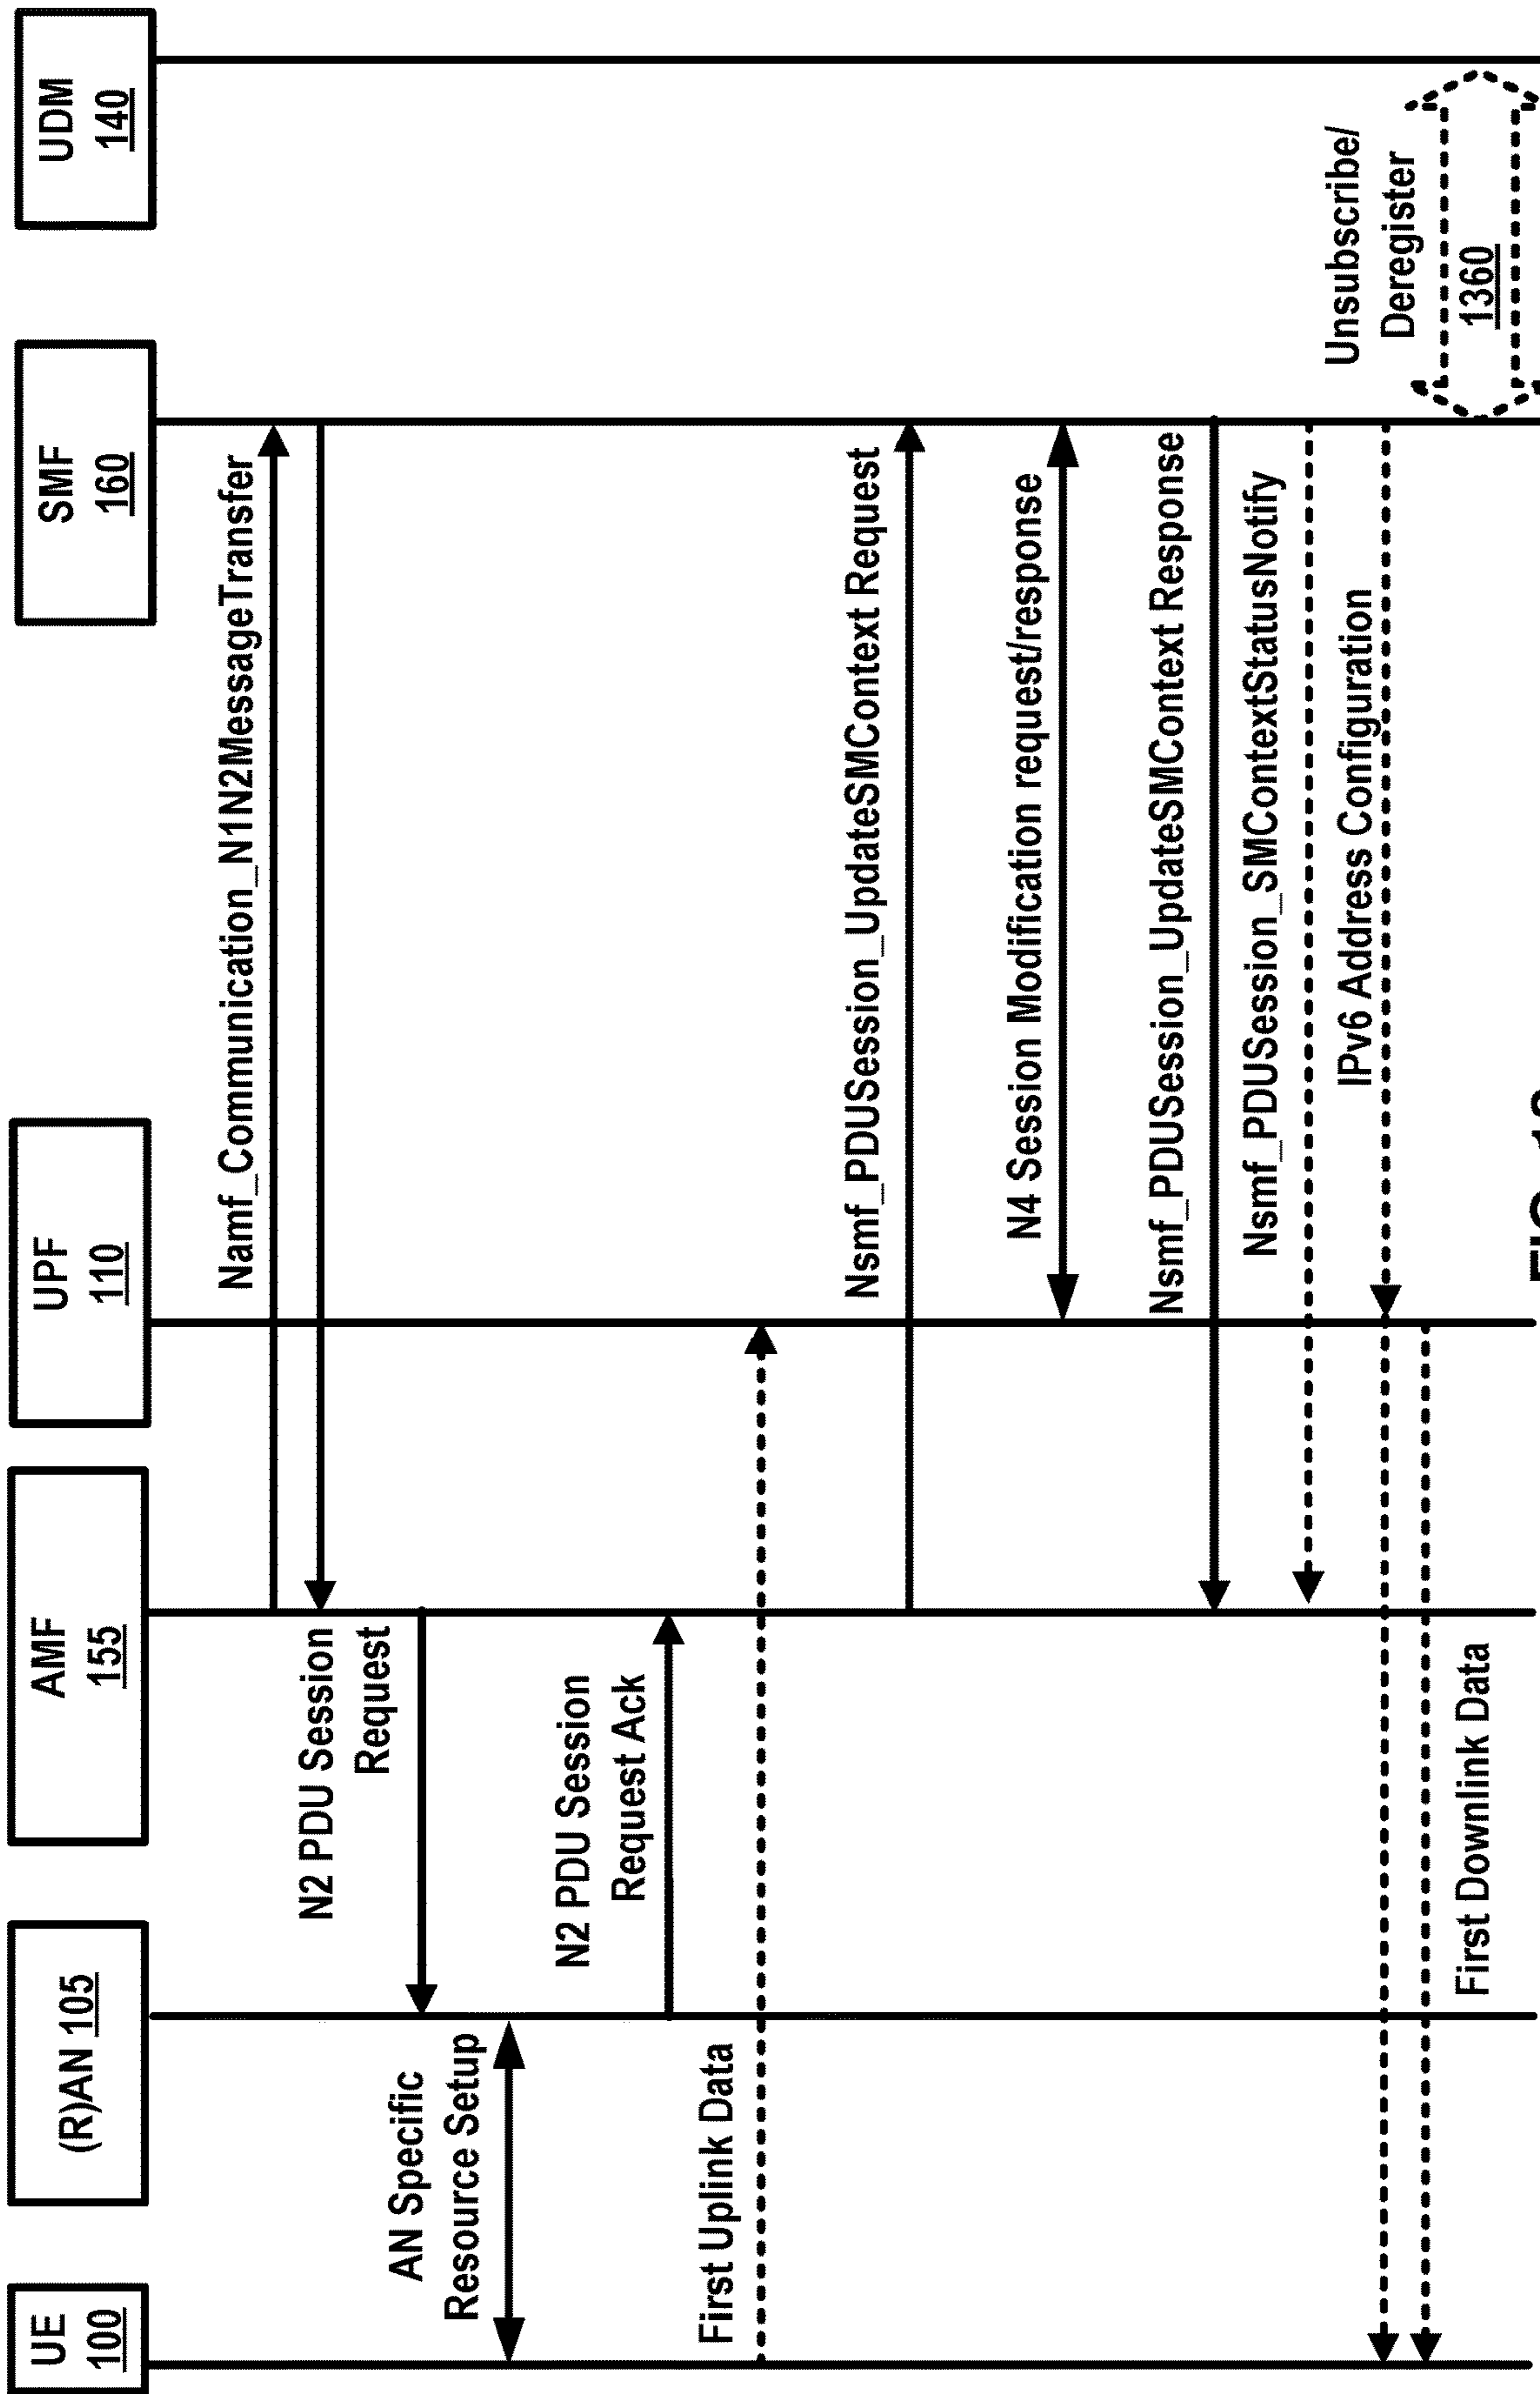 UE
100
(R)AN 105
AMF
155
UPF
110
SMF
160
UDM
140
Namf_Communication_N1N2MessageTransfer
N2 PDU Session
Request
AN Specific
Resource Setup
N2 PDU Session
Request Ack
First Uplink Data
Nsmf_PDUSession_UpdateSMContext Request
N4 Session Modification request/response
Nsmf_PDUSession_UpdateSMContext Response
Nsmf_PDUSession_SMContextStatusNotify
IPv6 Address Configuration
First Downlink Data
Unsubscribe/
Deregister
1360